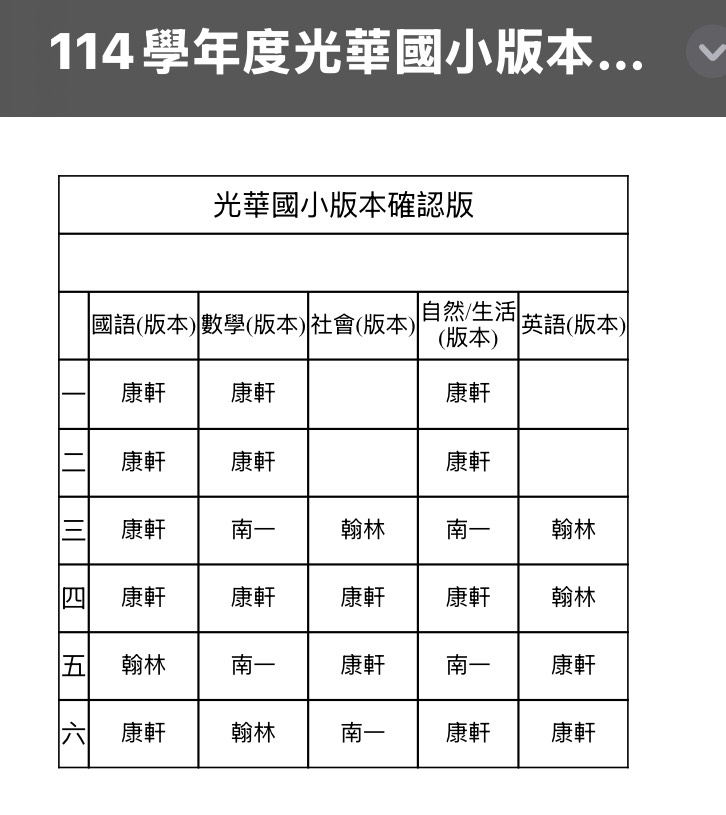 114學年度光華國小版本...
光華國小版本確認版
國語(版本) 數學(版本) 社會(版本) 自然/生活(版本) 英語(版本)
一 康軒 康軒 康軒
二 康軒 康軒 康軒
三 康軒 南一 翰林 南一 翰林
四 康軒 康軒 康軒 康軒 翰林
五 翰林 南一 康軒 南一 康軒
六 康軒 翰林 南一 康軒 康軒